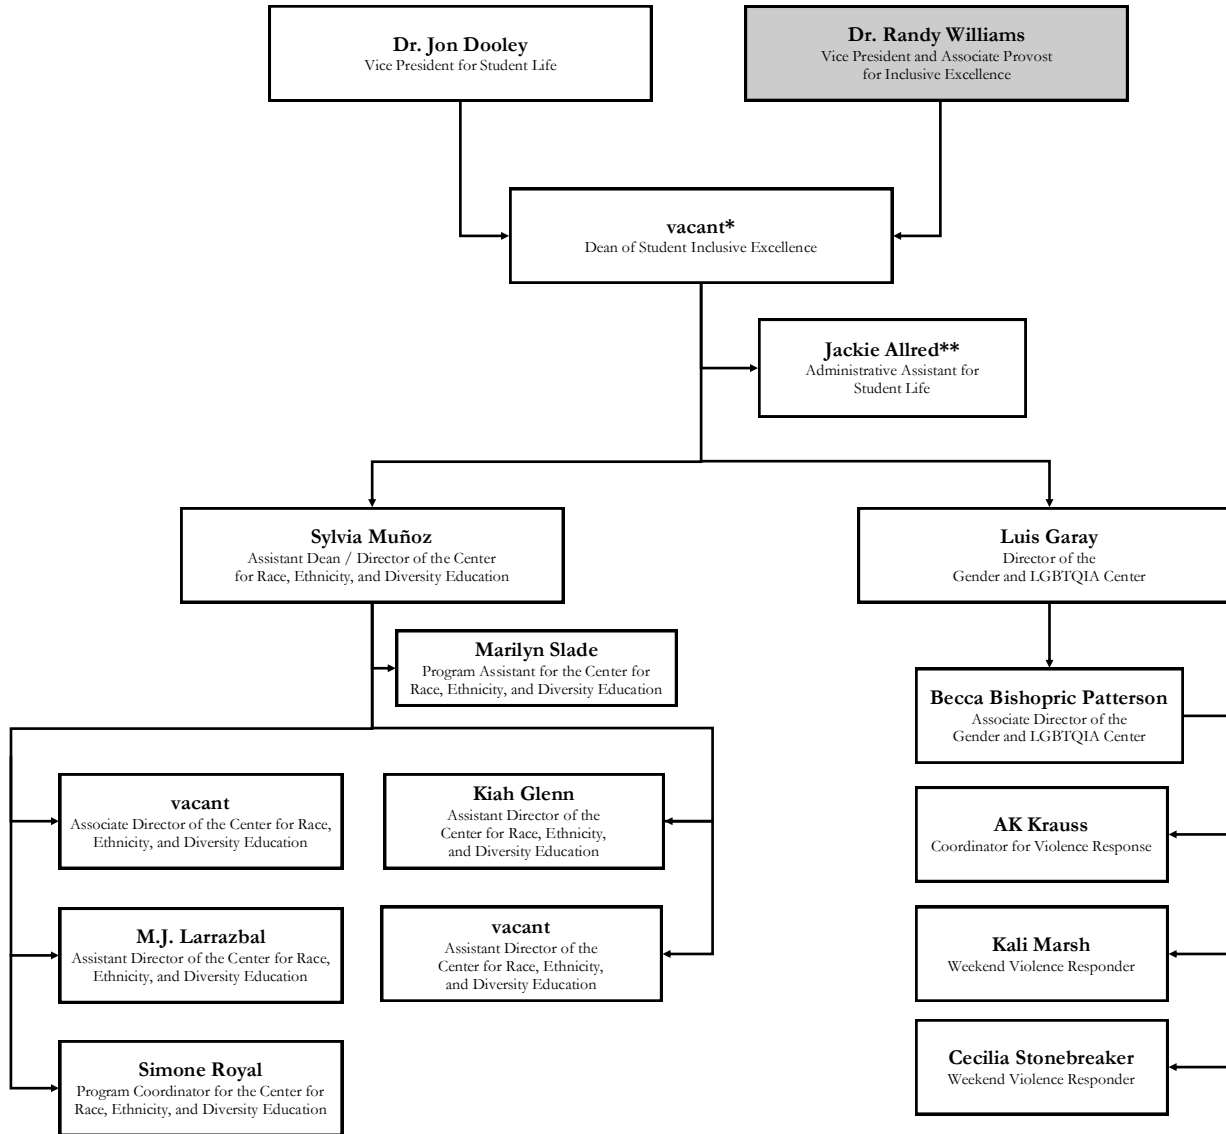 Dr. Jon Dooley
Vice President for Student Life
Dr. Randy Williams
Vice President and Associate Provost
for Inclusive Excellence
vacant*
Dean of Student Inclusive Excellence
Jackie Allred**
Administrative Assistant for
Student Life
Sylvia Muñoz
Assistant Dean / Director of the Center
for Race, Ethnicity, and Diversity Education
Luis Garay
Director of the
Gender and LGBTQIA Center
Marilyn Slade
Program Assistant for the Center for
Race, Ethnicity, and Diversity Education
Becca Bishopric Patterson
Associate Director of the
Gender and LGBTQIA Center
vacant
Associate Director of the Center for Race,
Ethnicity, and Diversity Education
Kiah Glenn
Assistant Director of the
Center for Race, Ethnicity,
and Diversity Education
AK Krauss
Coordinator for Violence Response
M.J. Larrazbal
Assistant Director of the Center for Race,
Ethnicity, and Diversity Education
vacant
Assistant Director of the
Center for Race, Ethnicity,
and Diversity Education
Kali Marsh
Weekend Violence Responder
Simone Royal
Program Coordinator for the Center for
Race, Ethnicity, and Diversity Education
Cecilia Stonebreaker
Weekend Violence Responder